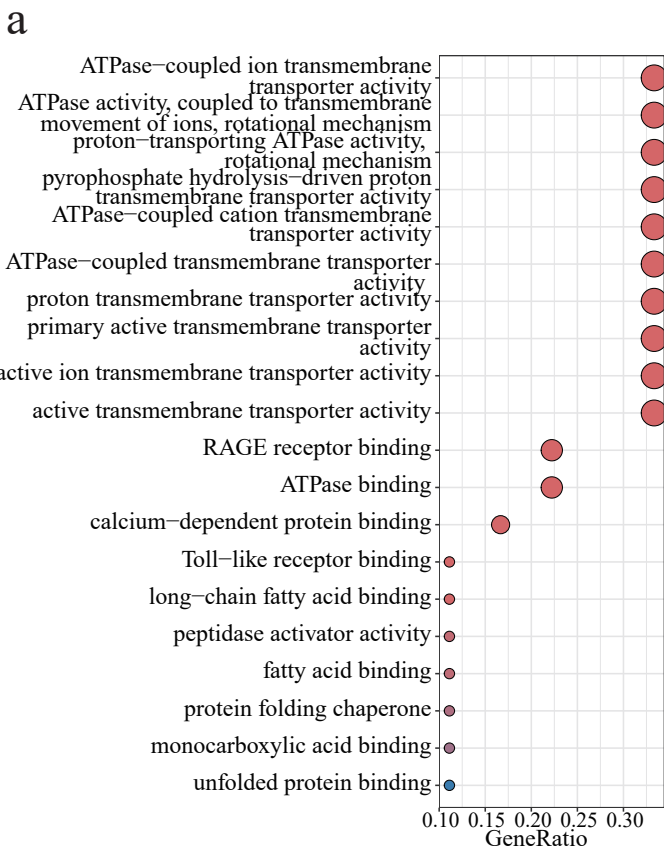 a
ATPase−coupled ion transmembrane
transporter activity
ATPase activity, coupled to transmembrane
movement of ions, rotational mechanism
proton−transporting ATPase activity,
rotational mechanism
pyrophosphate hydrolysis−driven proton
transmembrane transporter activity
ATPase−coupled cation transmembrane
transporter activity
ATPase−coupled transmembrane transporter
activity
proton transmembrane transporter activity
primary active transmembrane transporter
activity
active ion transmembrane transporter activity
active transmembrane transporter activity
RAGE receptor binding
ATPase binding
calcium−dependent protein binding
Toll−like receptor binding
long−chain fatty acid binding
peptidase activator activity
fatty acid binding
protein folding chaperone
monocarboxylic acid binding
unfolded protein binding
0.10 0.15 0.20 0.25 0.30
GeneRatio